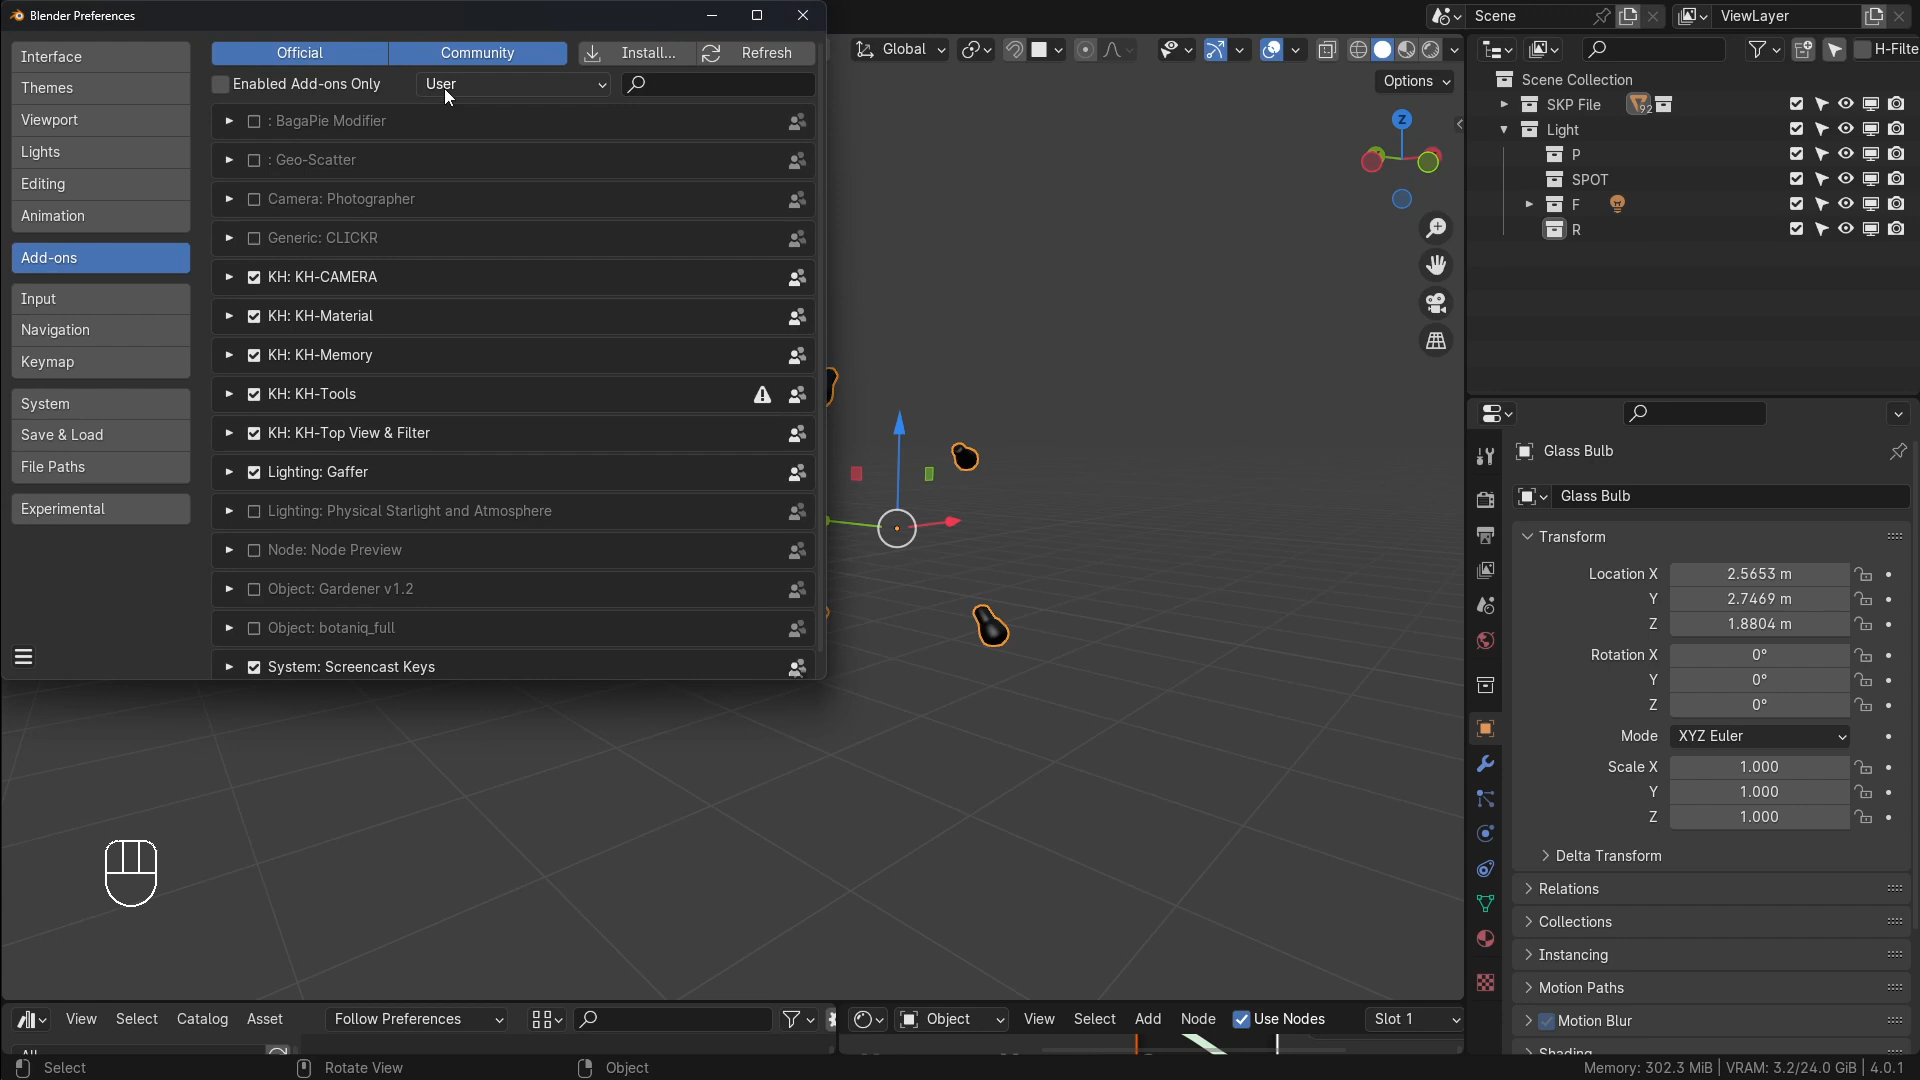 Blender Preferences
Scene
ViewLayer
Interface
Themes
Viewport
Lights
Editing
Animation
Add-ons
Input
Navigation
Keymap
System
Save & Load
File Paths
Experimental
Official Community Install... Refresh
Enabled Add-ons Only User
: BagaPie Modifier
: Geo-Scatter
Camera: Photographer
Generic: CLICKR
KH: KH-CAMERA
KH: KH-Material
KH: KH-Memory
KH: KH-Tools
KH: KH-Top View & Filter
Lighting: Gaffer
Lighting: Physical Starlight and Atmosphere
Node: Node Preview
Object: Gardener v1.2
Object: botaniq_full
System: Screencast Keys
Global
Options
Z
H-Filte
Scene Collection
SKP File 92
Light
P
SPOT
F
R
Glass Bulb
Glass Bulb
Transform
Location X 2.5653 m
Y 2.7469 m
Z 1.8804 m
Rotation X 0°
Y 0°
Z 0°
Mode XYZ Euler
Scale X 1.000
Y 1.000
Z 1.000
Delta Transform
Relations
Collections
Instancing
Motion Paths
Motion Blur
Shading
View Select Catalog Asset Follow Preferences
All
Object View Select Add Node Use Nodes Slot 1
Select Rotate View Object
Memory: 302.3 MiB | VRAM: 3.2/24.0 GiB | 4.0.1